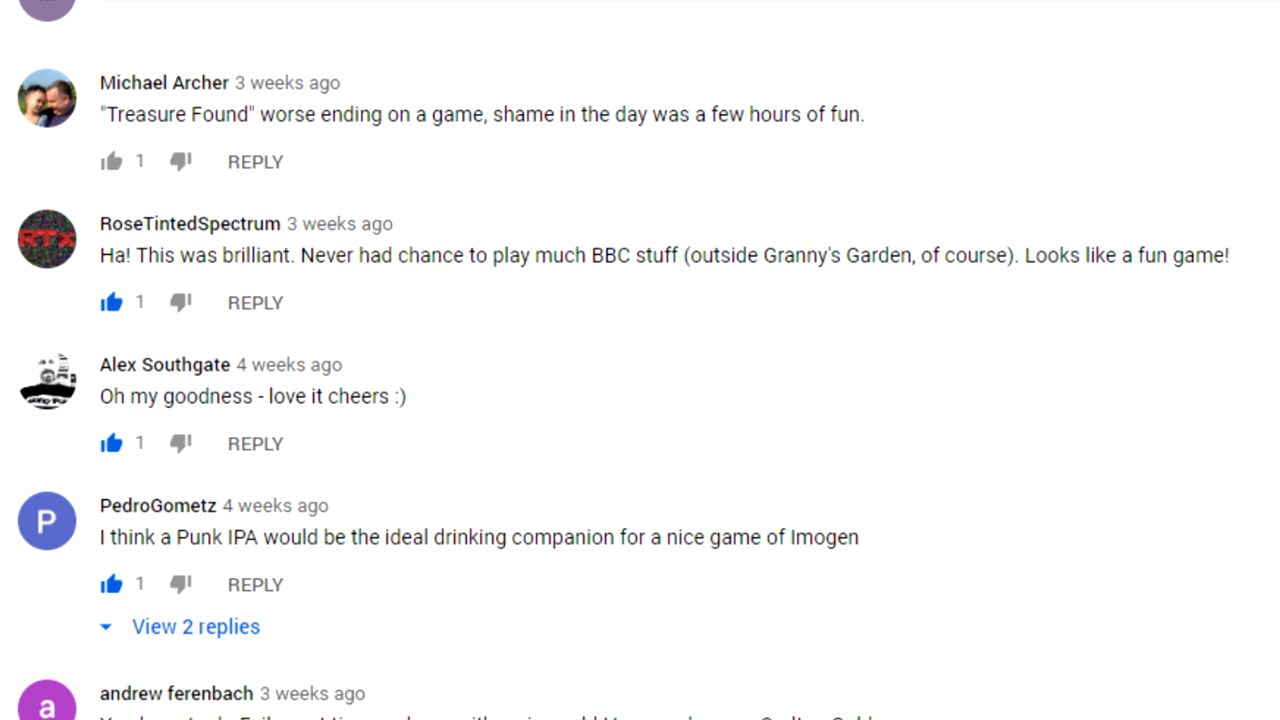 Michael Archer 3 weeks ago
"Treasure Found" worse ending on a game, shame in the day was a few hours of fun.
1 REPLY
RTX
RoseTintedSpectrum 3 weeks ago
Ha! This was brilliant. Never had chance to play much BBC stuff (outside Granny's Garden, of course). Looks like a fun game!
1 REPLY
Alex Southgate 4 weeks ago
Oh my goodness - love it cheers :)
1 REPLY
P
PedroGometz 4 weeks ago
I think a Punk IPA would be the ideal drinking companion for a nice game of Imogen
1 REPLY
View 2 replies
a
andrew ferenbach 3 weeks ago